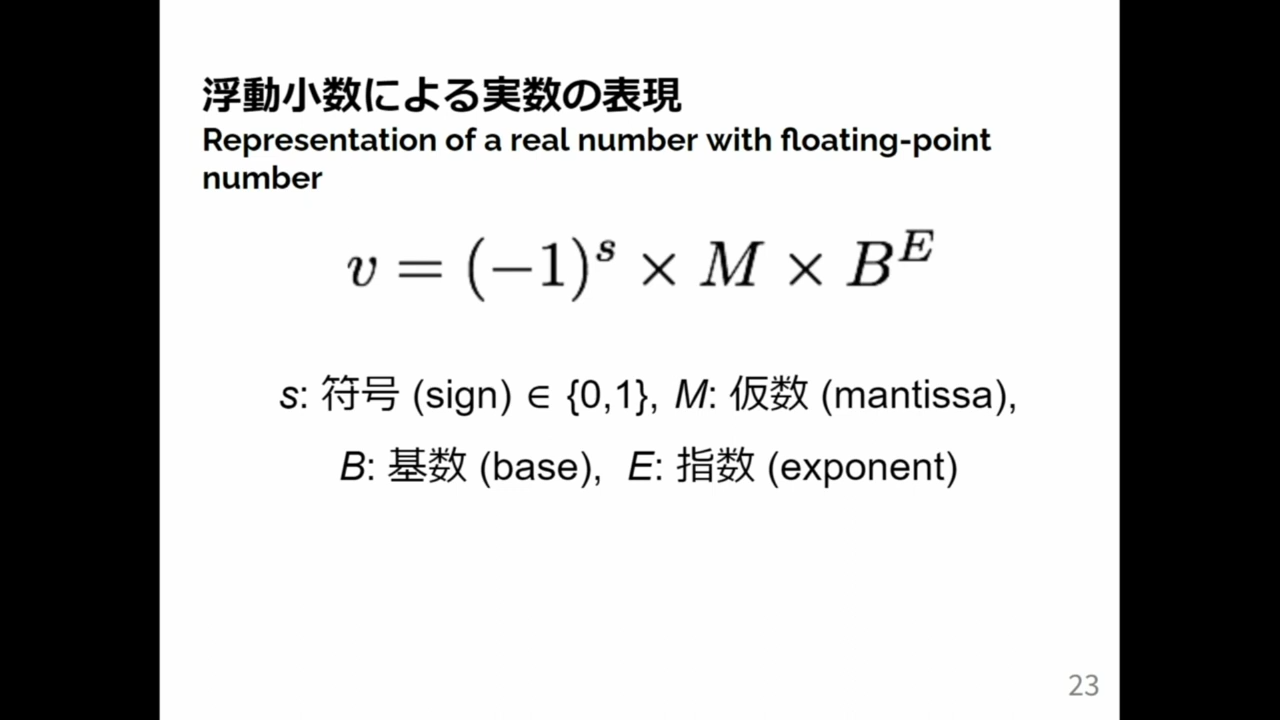 浮動小数による実数の表現
Representation of a real number with floating-point
number
v = (−1)^s × M × B^E
s: 符号 (sign) ∈ {0,1}, M: 仮数 (mantissa),
B: 基数 (base), E: 指数 (exponent)
23